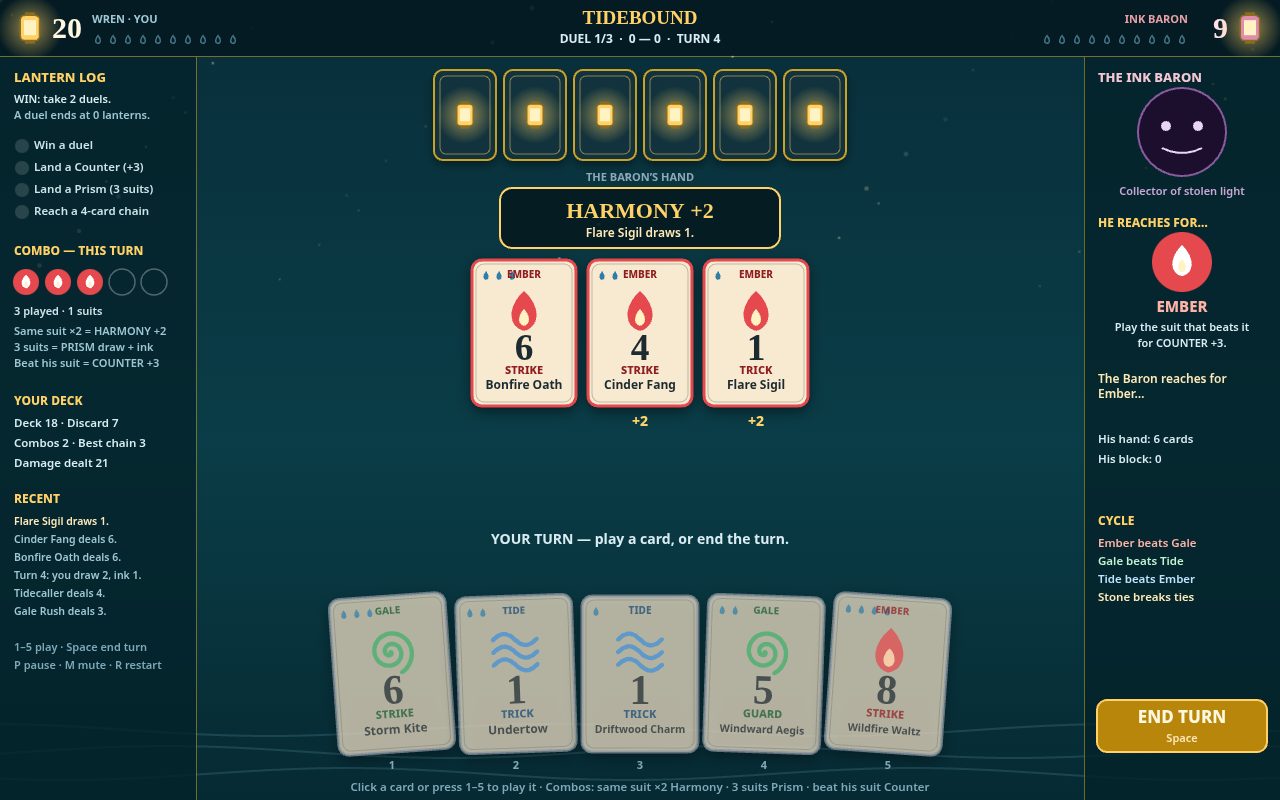 20
WREN · YOU
TIDEBOUND
DUEL 1/3 · 0 — 0 · TURN 4
INK BARON
9
LANTERN LOG
WIN: take 2 duels.
A duel ends at 0 lanterns.
Win a duel
Land a Counter (+3)
Land a Prism (3 suits)
Reach a 4-card chain
COMBO — THIS TURN
3 played · 1 suits
Same suit ×2 = HARMONY +2
3 suits = PRISM draw + ink
Beat his suit = COUNTER +3
YOUR DECK
Deck 18 · Discard 7
Combos 2 · Best chain 3
Damage dealt 21
RECENT
Flare Sigil draws 1.
Cinder Fang deals 6.
Bonfire Oath deals 6.
Turn 4: you draw 2, ink 1.
Tidecaller deals 4.
Gale Rush deals 3.
1–5 play · Space end turn
P pause · M mute · R restart
THE BARON'S HAND
HARMONY +2
Flare Sigil draws 1.
EMBER
6
STRIKE
Bonfire Oath
EMBER
4
STRIKE
Cinder Fang
+2
EMBER
1
TRICK
Flare Sigil
+2
YOUR TURN — play a card, or end the turn.
GALE
6
STRIKE
Storm Kite
1
TIDE
1
TRICK
Undertow
2
TIDE
1
TRICK
Driftwood Charm
3
GALE
5
GUARD
Windward Aegis
4
EMBER
8
STRIKE
Wildfire Waltz
5
Click a card or press 1–5 to play it · Combos: same suit ×2 Harmony · 3 suits Prism · beat his suit Counter
THE INK BARON
Collector of stolen light
HE REACHES FOR...
EMBER
Play the suit that beats it
for COUNTER +3.
The Baron reaches for
Ember...
His hand: 6 cards
His block: 0
CYCLE
Ember beats Gale
Gale beats Tide
Tide beats Ember
Stone breaks ties
END TURN
Space